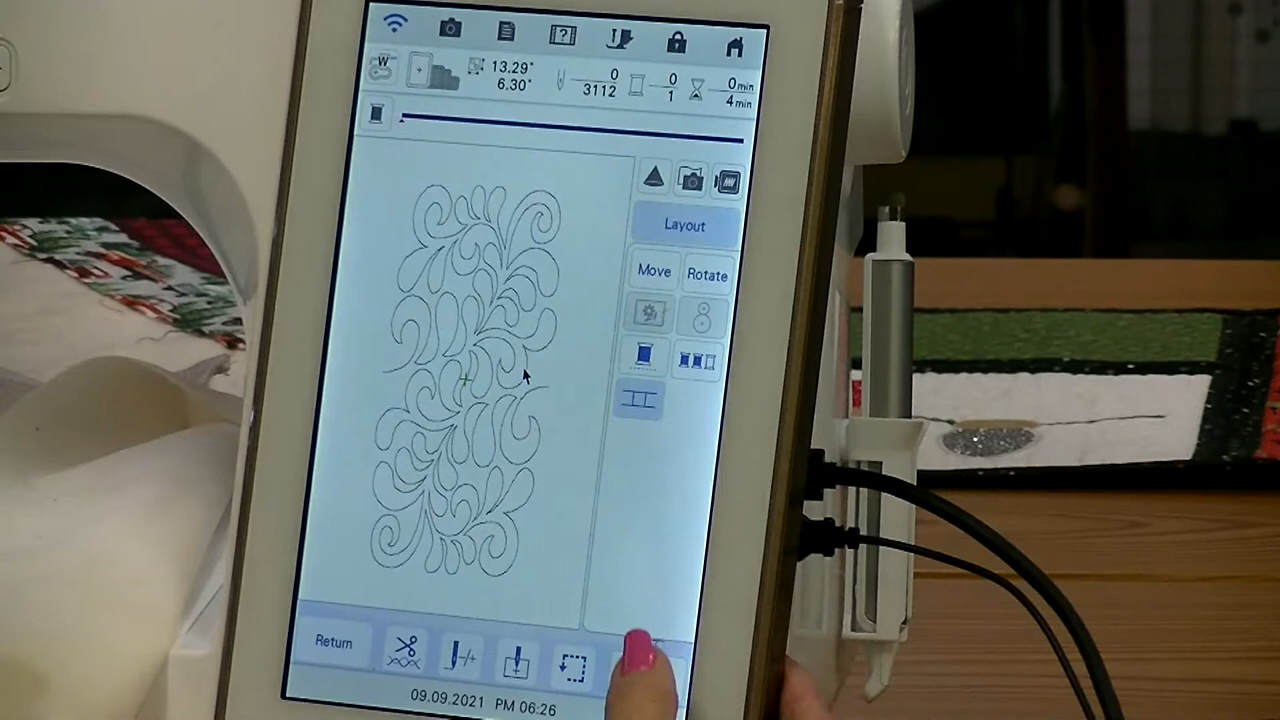 W
13.29"
6.30"
0
3112
0
1
0min
4min
Layout
Move Rotate
Return
09.09.2021 PM 06:26